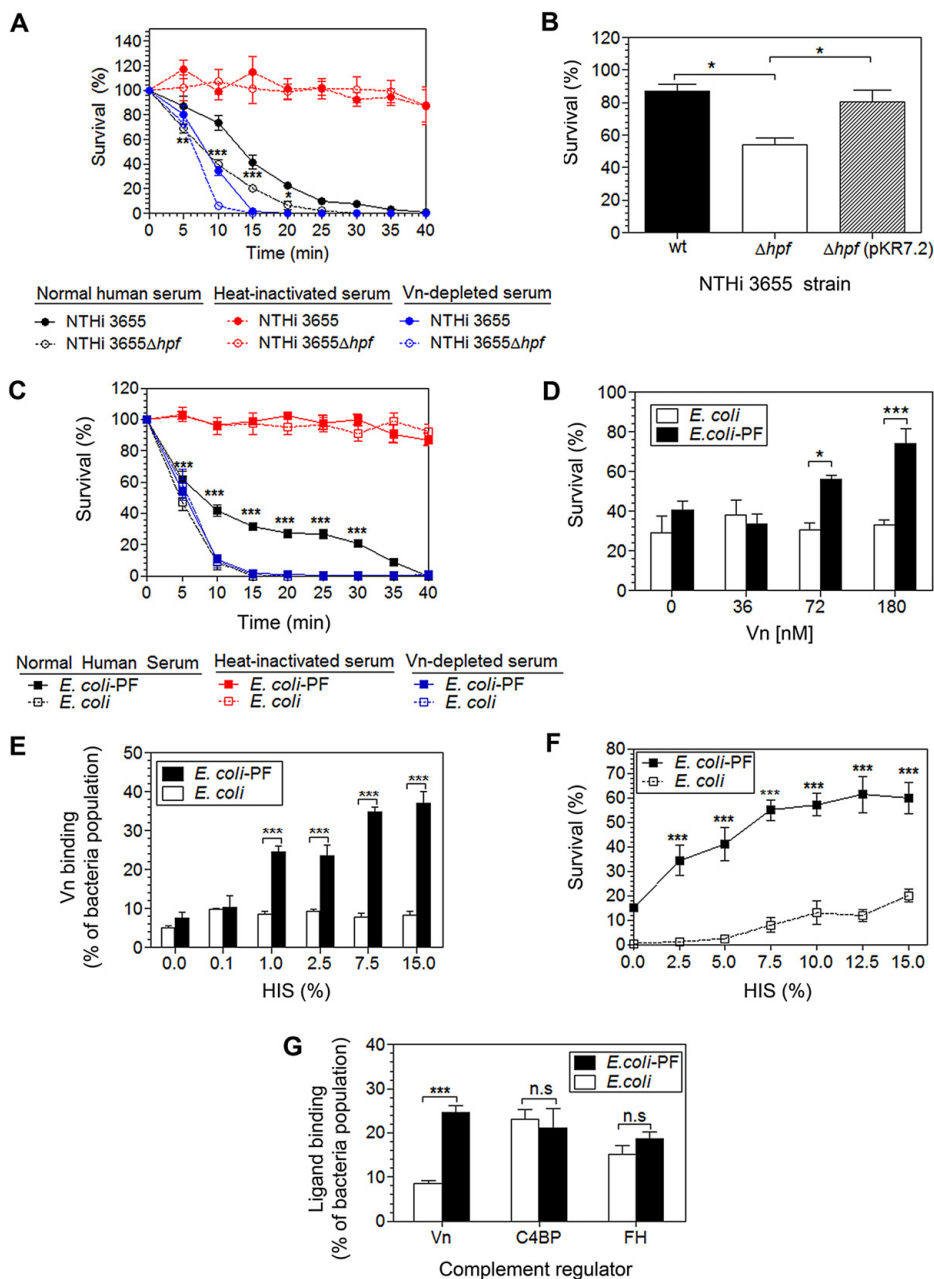 A
Survival (%)
140
120
100
80
60
40
20
0
**
***
***
*
0 5 10 15 20 25 30 35 40
Time (min)
Normal human serum
NTHi 3655
NTHi 3655Δhpf
Heat-inactivated serum
NTHi 3655
NTHi 3655Δhpf
Vn-depleted serum
NTHi 3655
NTHi 3655Δhpf
B
Survival (%)
120
100
80
60
40
20
0
*
*
wt Δhpf Δhpf (pKR7.2)
NTHi 3655 strain
C
Survival (%)
120
100
80
60
40
20
0
***
***
***
***
***
***
0 5 10 15 20 25 30 35 40
Time (min)
Normal Human Serum
E. coli-PF
E. coli
Heat-inactivated serum
E. coli-PF
E. coli
Vn-depleted serum
E. coli-PF
E. coli
D
Survival (%)
100
80
60
40
20
0
E. coli
E.coli-PF
*
***
0 36 72 180
Vn [nM]
E
Vn binding
(% of bacteria population)
50
40
30
20
10
0
E. coli-PF
E. coli
***
***
***
***
0.0 0.1 1.0 2.5 7.5 15.0
HIS (%)
F
Survival (%)
80
70
60
50
40
30
20
10
0
E. coli-PF
E. coli
***
***
***
***
***
***
0.0 2.5 5.0 7.5 10.0 12.5 15.0
HIS (%)
G
Ligand binding
(% of bacteria population)
40
30
20
10
0
E.coli-PF
E.coli
***
n.s
n.s
Vn C4BP FH
Complement regulator